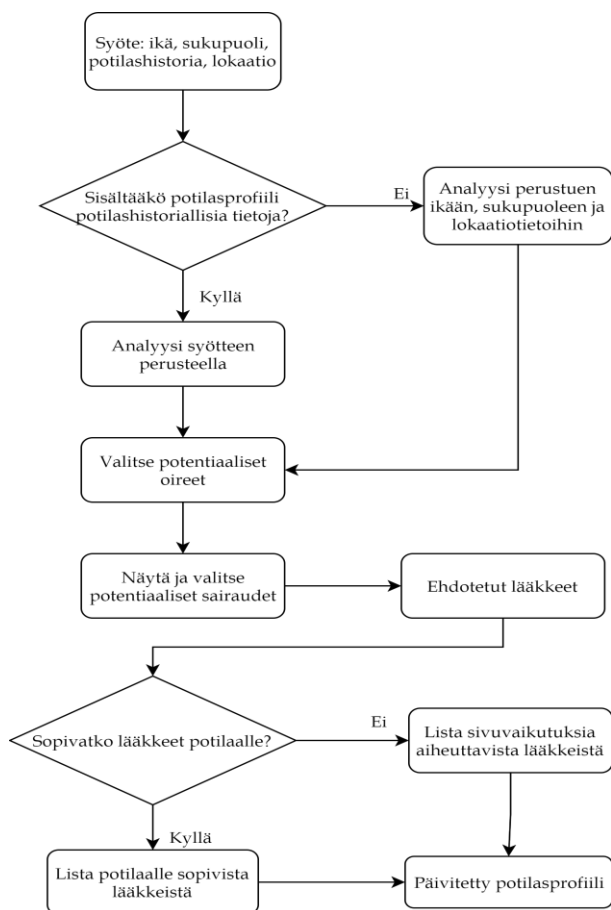 Syöte: ikä, sukupuoli,
potilashistoria, lokaatio
Sisältääkö potilasprofiili
potilashistoriallisia tietoja?
Ei
Analyysi perustuen
ikään, sukupuoleen ja
lokaatiotietoihin
Kyllä
Analyysi syötteen
perusteella
Valitse potentiaaliset
oireet
Näytä ja valitse
potentiaaliset sairaudet
Ehdotetut lääkkeet
Sopivatko lääkkeet potilaalle?
Ei
Lista sivuvaikutuksia
aiheuttavista lääkkeistä
Kyllä
Lista potilaalle sopivista
lääkkeistä
Päivitetty potilasprofiili